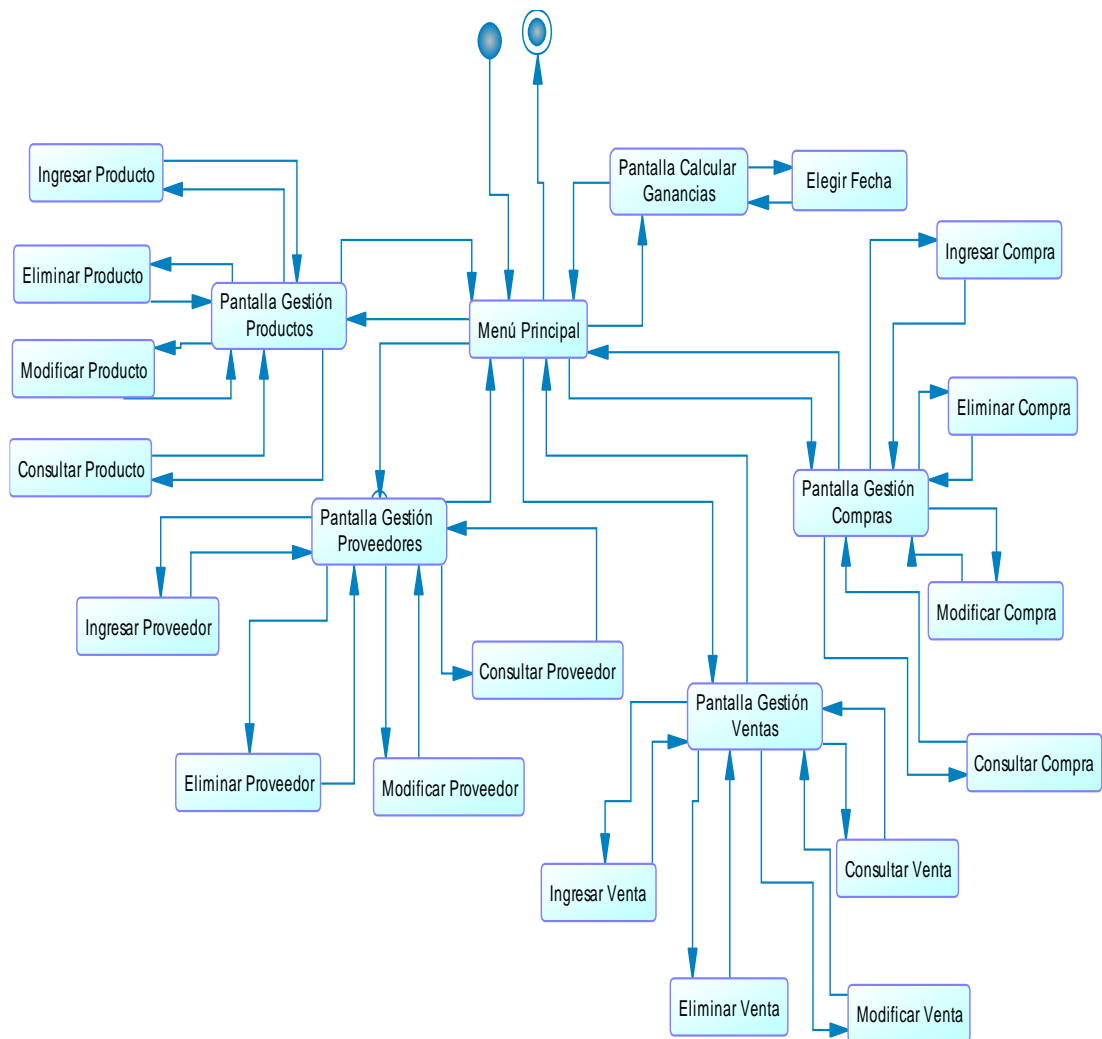 Ingresar Producto
Pantalla Calcular
Ganancias
Elegir Fecha
Ingresar Compra
Eliminar Producto
Pantalla Gestión
Productos
Menú Principal
Modificar Producto
Eliminar Compra
Consultar Producto
Pantalla Gestión
Compras
Pantalla Gestión
Proveedores
Ingresar Proveedor
Modificar Compra
Consultar Proveedor
Pantalla Gestión
Ventas
Consultar Compra
Eliminar Proveedor
Modificar Proveedor
Consultar Venta
Ingresar Venta
Eliminar Venta
Modificar Venta